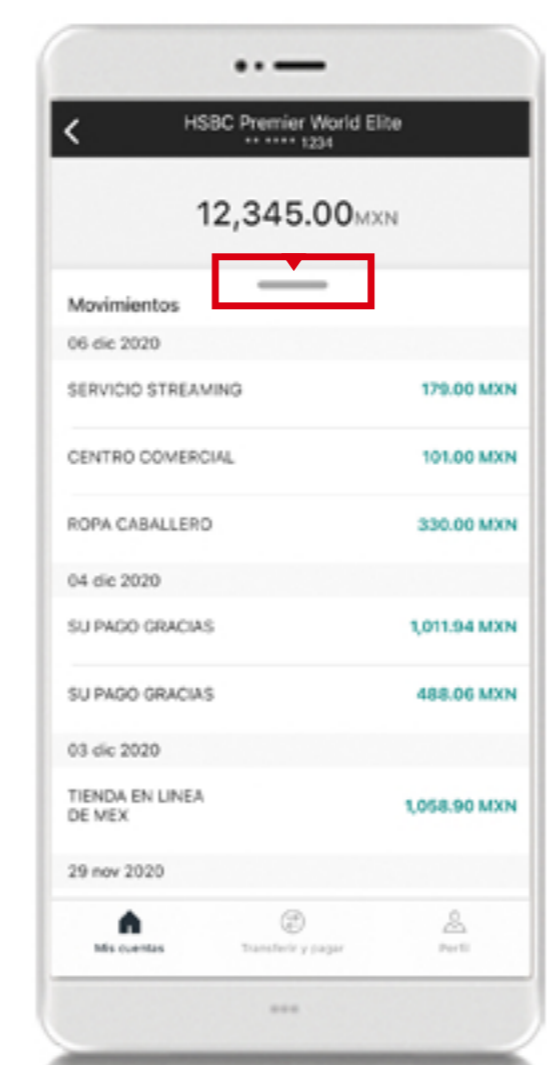 HSBC Premier World Elite
** **** 1234
12,345.00MXN
Movimientos
06 dic 2020
SERVICIO STREAMING 179.00 MXN
CENTRO COMERCIAL 101.00 MXN
ROPA CABALLERO 330.00 MXN
04 dic 2020
SU PAGO GRACIAS 1,011.94 MXN
SU PAGO GRACIAS 488.06 MXN
03 dic 2020
TIENDA EN LINEA
DE MEX 1,058.90 MXN
29 nov 2020
Mis cuentas Transferir y pagar Perfil